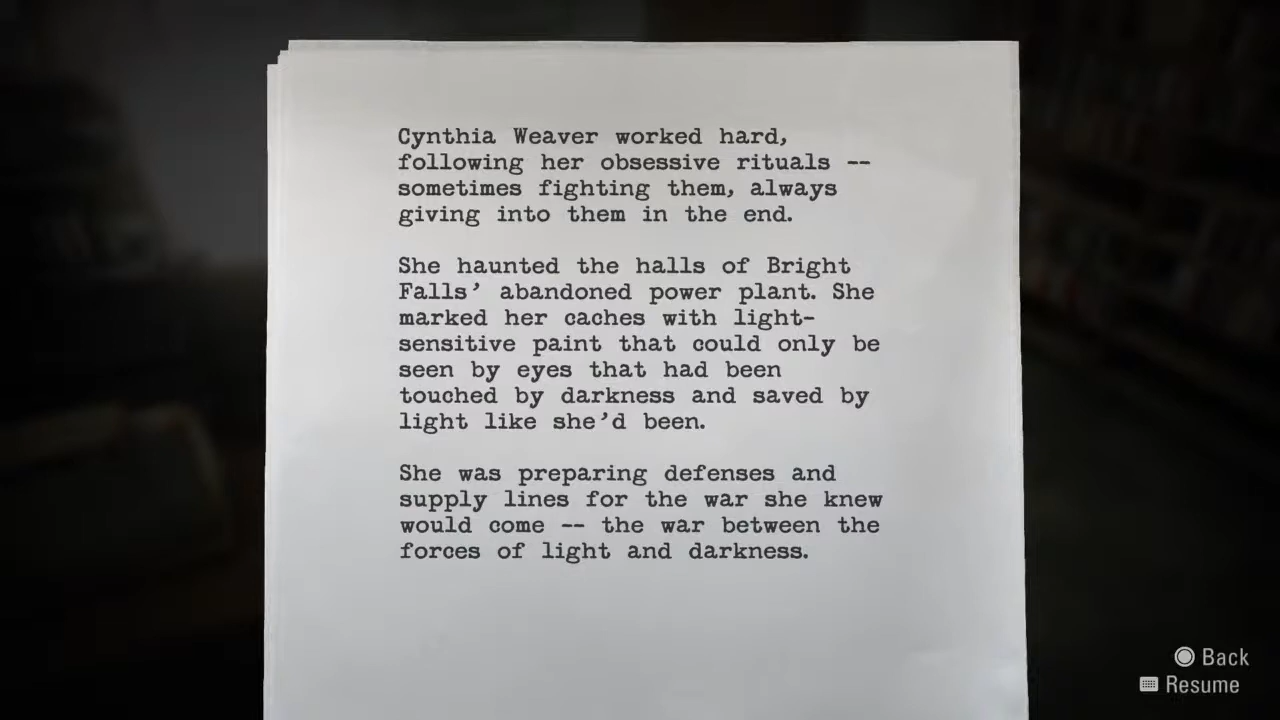 Cynthia Weaver worked hard,
following her obsessive rituals --
sometimes fighting them, always
giving into them in the end.
She haunted the halls of Bright
Falls’ abandoned power plant. She
marked her caches with light-
sensitive paint that could only be
seen by eyes that had been
touched by darkness and saved by
light like she’d been.
She was preparing defenses and
supply lines for the war she knew
would come -- the war between the
forces of light and darkness.
Back
Resume